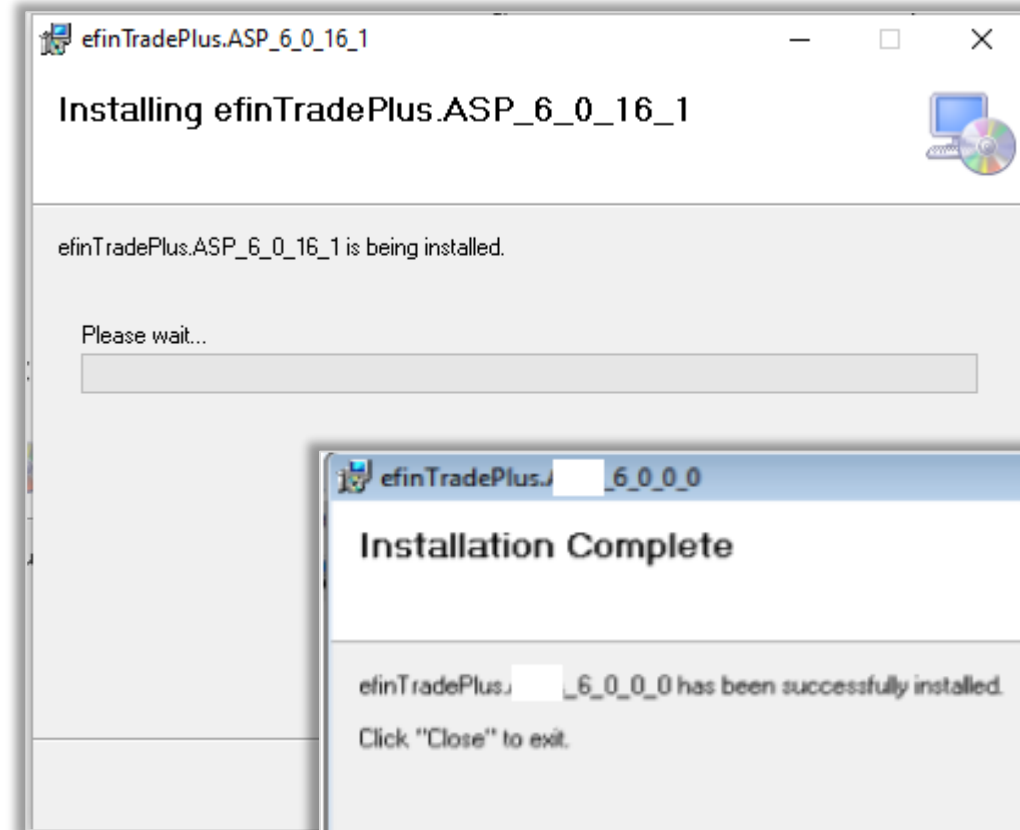 efinTradePlus.ASP_6_0_16_1
Installing efinTradePlus.ASP_6_0_16_1
efinTradePlus.ASP_6_0_16_1 is being installed.
Please wait...
efinTradePlus. _6_0_0_0
Installation Complete
efinTradePlus. _6_0_0_0 has been successfully installed.
Click "Close" to exit.